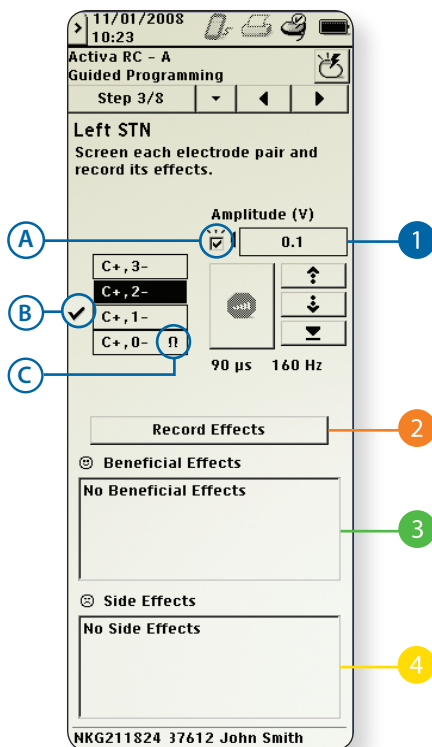 11/01/2008
10:23
Activa RC - A
Guided Programming
Step 3/8
Left STN
Screen each electrode pair and
record its effects.
Amplitude (V)
A
0.1
1
C+,3-
C+,2-
B
C+,1-
C+,0- Ω
C
90 µs 160 Hz
Record Effects
2
Beneficial Effects
No Beneficial Effects
3
Side Effects
No Side Effects
4
NKG211824 37612 John Smith